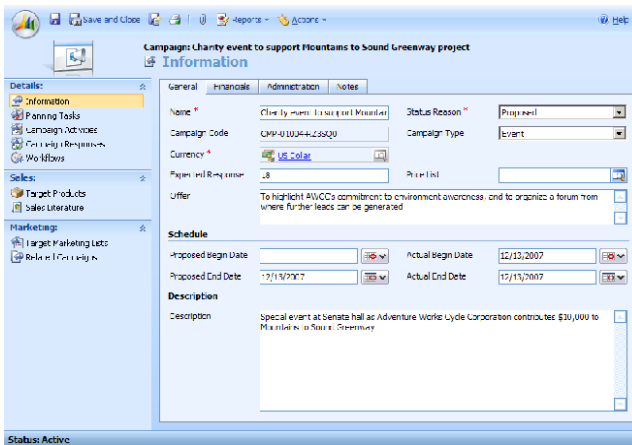 Save and Close Reports Actions Help
Campaign: Charity event to support Mountains to Sound Greenway project
Information
Details:
Information
Planning Tasks
Campaign Activities
Campaign Responses
Workflows
Sales:
Target Products
Sales Literature
Marketing:
Target Marketing Lists
Related Campaigns
General Financials Administration Notes
Name * Charity event to support Mountair Status Reason * Proposed
Campaign Code Campaign Type Event
Currency * US Dollar
Expected Response 18 Price List
Offer To highlight AWCC's commitment to environment awareness, and to organize a forum from
where further leads can be generated
Schedule
Proposed Begin Date Actual Begin Date 12/13/2007
Proposed End Date 12/13/2007 Actual End Date 12/13/2007
Description
Description Special event at Senate hall as Adventure Works Cycle Corporation contributes $10,000 to
Mountains to Sound Greenway
Status: Active